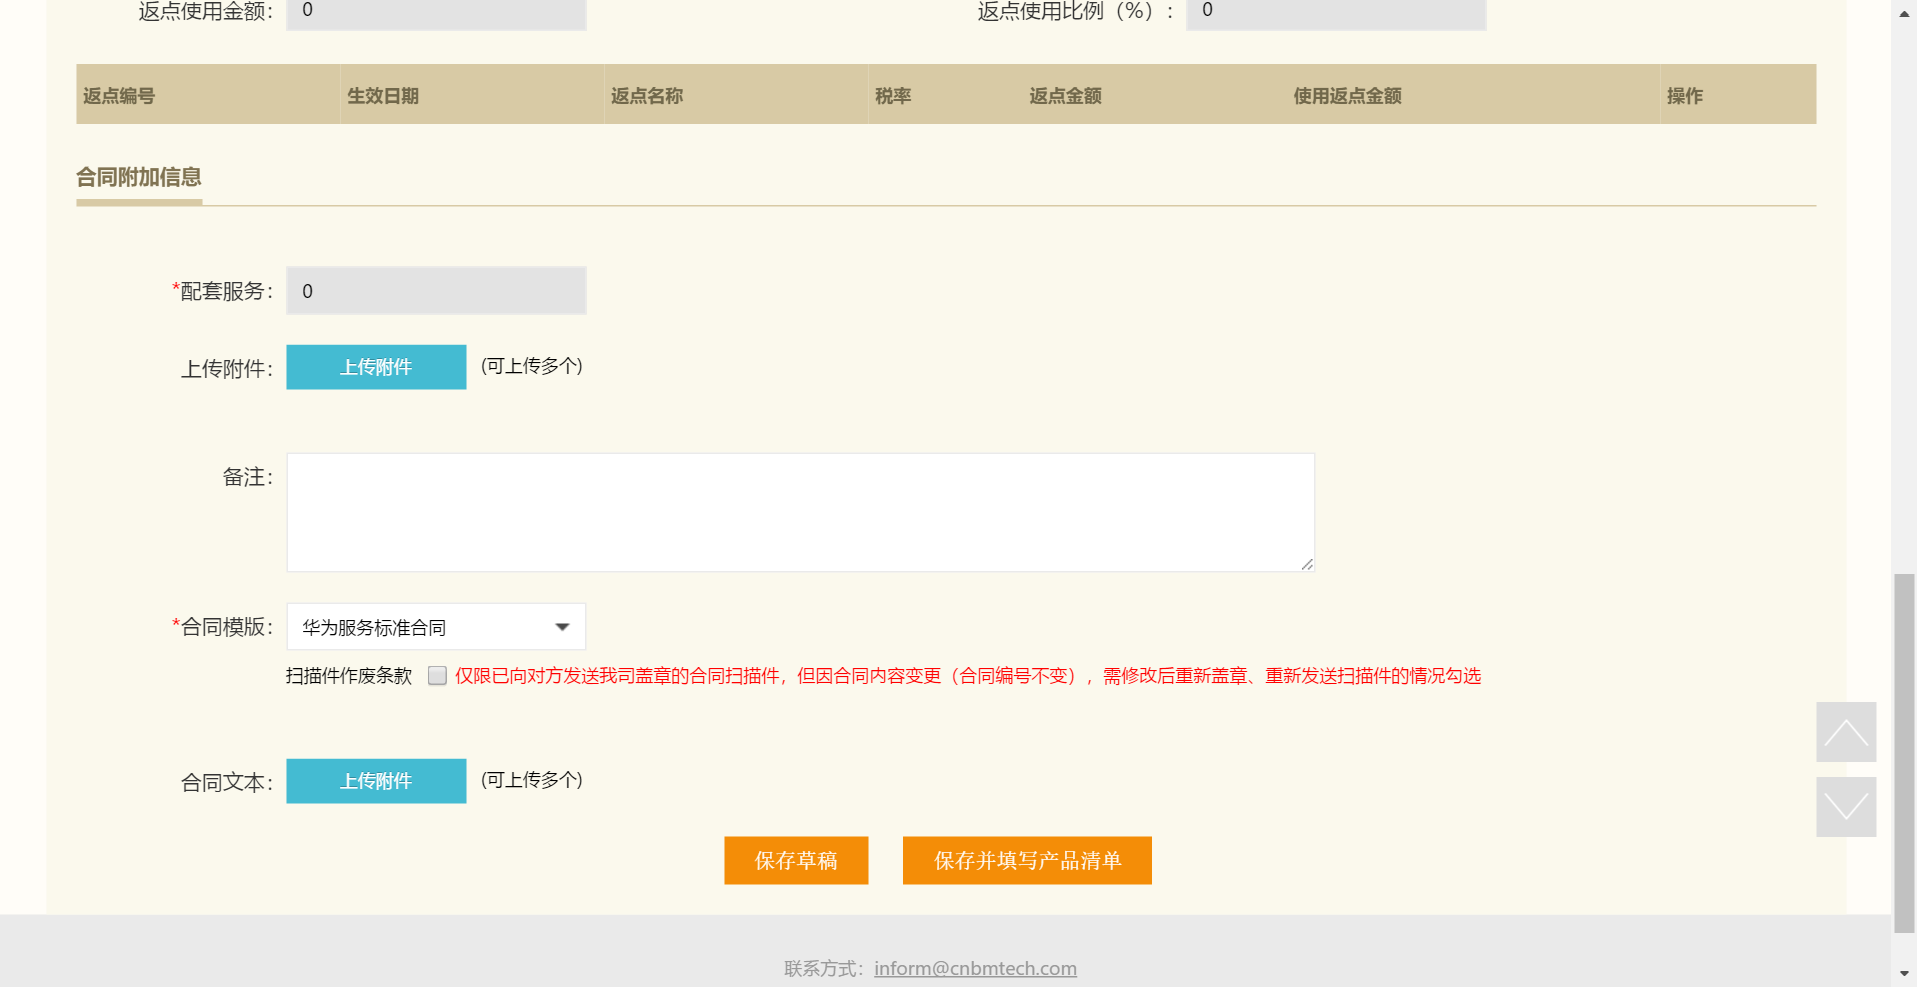 返点使用金额： 0 返点使用比例（%）： 0
返点编号 生效日期 返点名称 税率 返点金额 使用返点金额 操作
合同附加信息
*配套服务： 0
上传附件： 上传附件 (可上传多个)
备注：
*合同模版： 华为服务标准合同
扫描件作废条款 仅限已向对方发送我司盖章的合同扫描件，但因合同内容变更（合同编号不变），需修改后重新盖章、重新发送扫描件的情况勾选
合同文本： 上传附件 (可上传多个)
保存草稿 保存并填写产品清单
联系方式：inform@cnbmtech.com